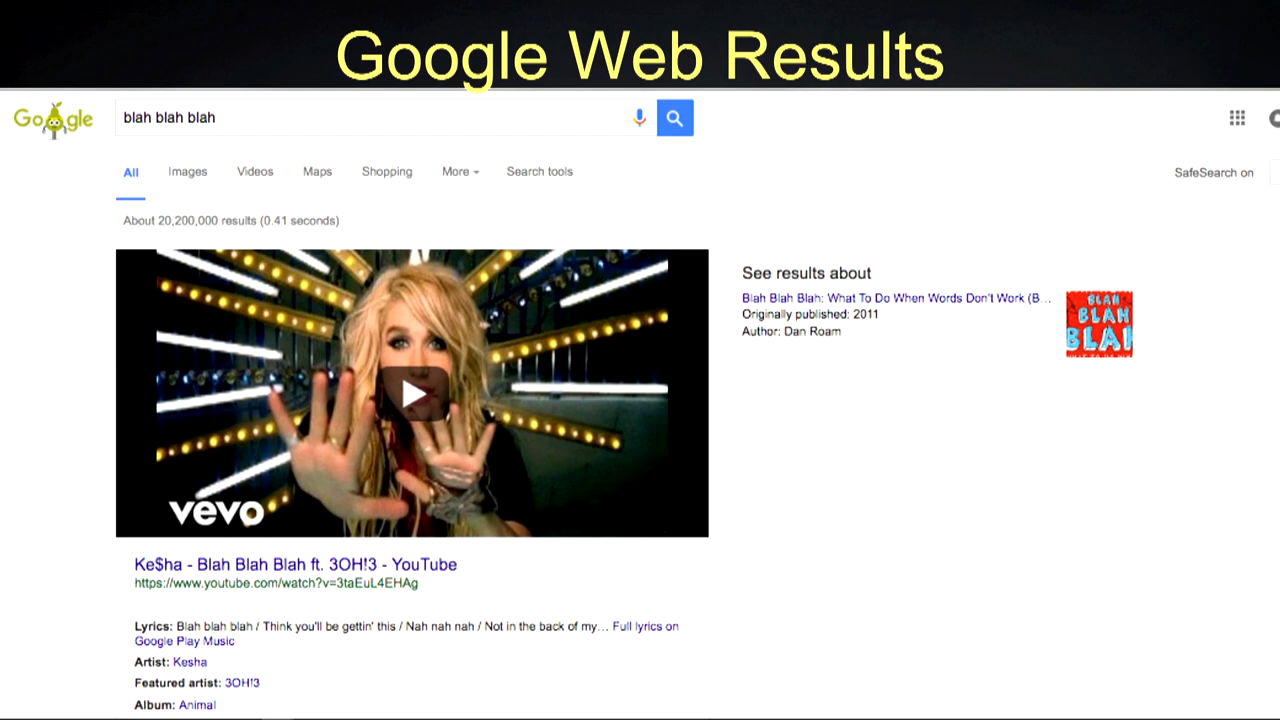 Google Web Results
Google
blah blah blah
All Images Videos Maps Shopping More Search tools
SafeSearch on
About 20,200,000 results (0.41 seconds)
vevo
See results about
Blah Blah Blah: What To Do When Words Don't Work (B...
Originally published: 2011
Author: Dan Roam
BLAH
BLAH
BLAH
Ke$ha - Blah Blah Blah ft. 3OH!3 - YouTube
https://www.youtube.com/watch?v=3taEuL4EHAg
Lyrics: Blah blah blah / Think you'll be gettin' this / Nah nah nah / Not in the back of my... Full lyrics on
Google Play Music
Artist: Kesha
Featured artist: 3OH!3
Album: Animal